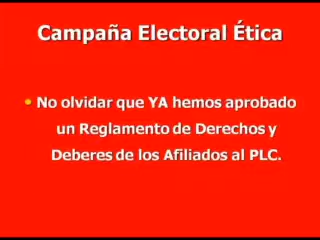 Campaña Electoral Ética
• No olvidar que YA hemos aprobado
un Reglamento de Derechos y
Deberes de los Afiliados al PLC.